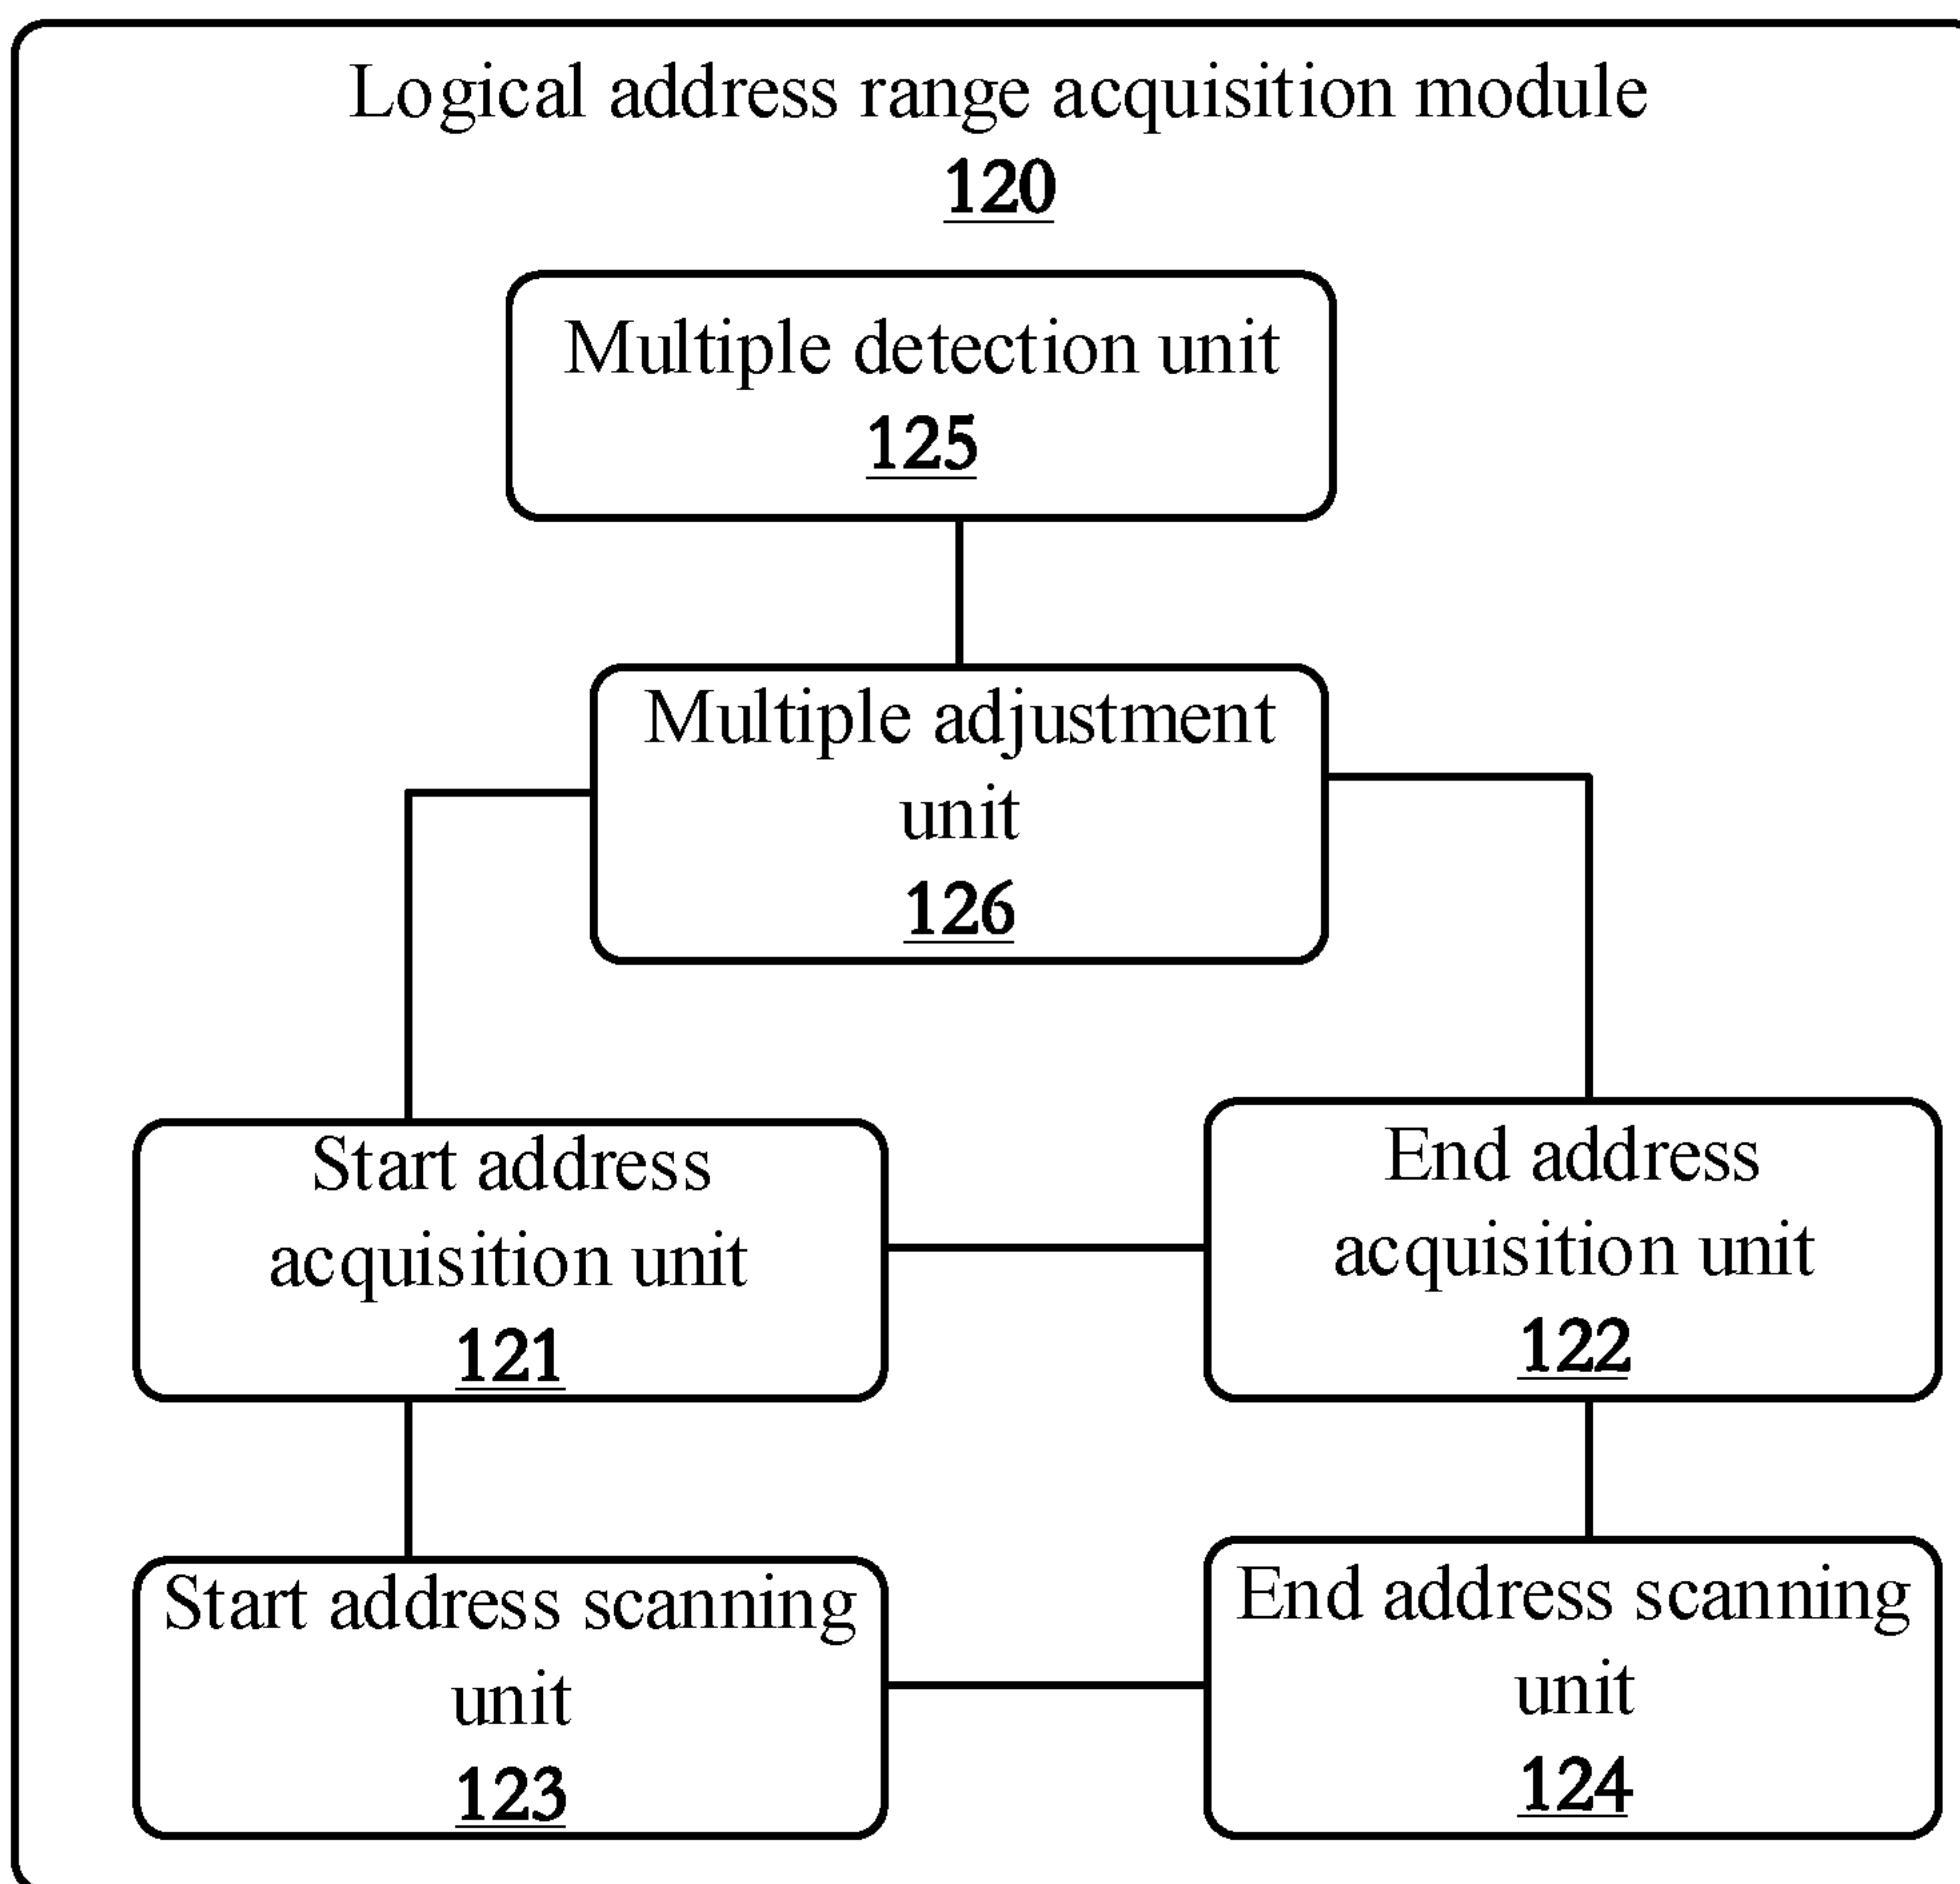 Logical address range acquisition module
120
Multiple detection unit
125
Multiple adjustment
unit
126
Start address
acquisition unit
121
End address
acquisition unit
122
Start address scanning
unit
123
End address scanning
unit
124